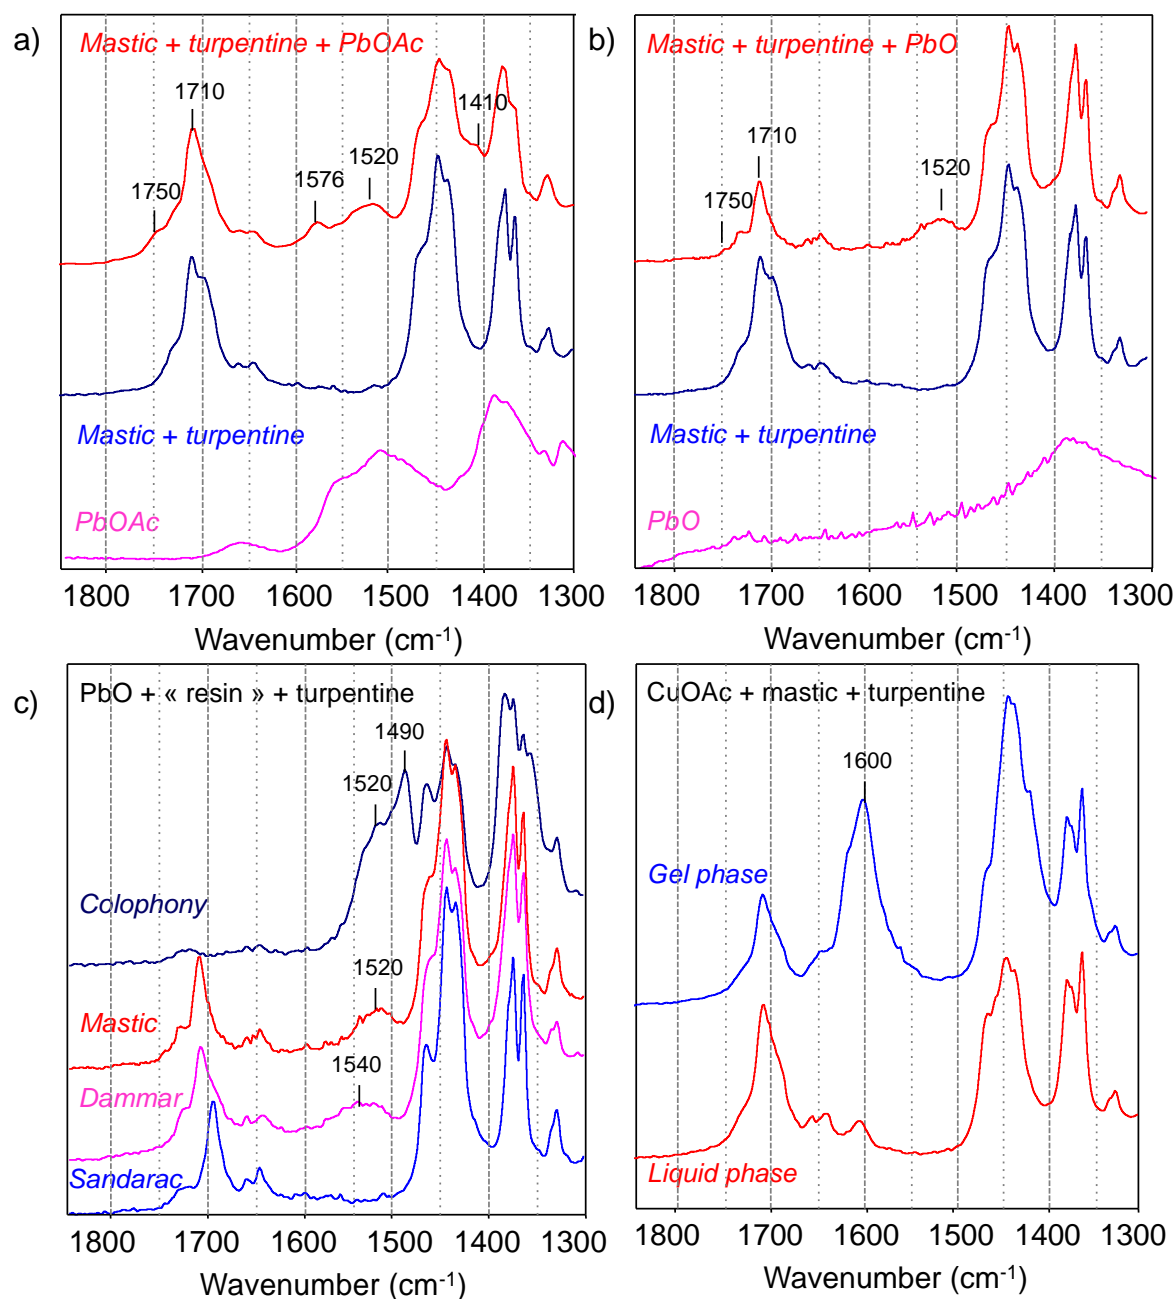 a)
Mastic + turpentine + PbOAc
1710
1410
1520
1576
1750
Mastic + turpentine
PbOAc
1800 1700 1600 1500 1400 1300
Wavenumber (cm-1)
b)
Mastic + turpentine + PbO
1710
1520
1750
Mastic + turpentine
PbO
1800 1700 1600 1500 1400 1300
Wavenumber (cm-1)
c)
PbO + « resin » + turpentine
1490
1520
Colophony
1520
Mastic
1540
Dammar
Sandarac
1800 1700 1600 1500 1400 1300
Wavenumber (cm-1)
d)
CuOAc + mastic + turpentine
1600
Gel phase
Liquid phase
1800 1700 1600 1500 1400 1300
Wavenumber (cm-1)